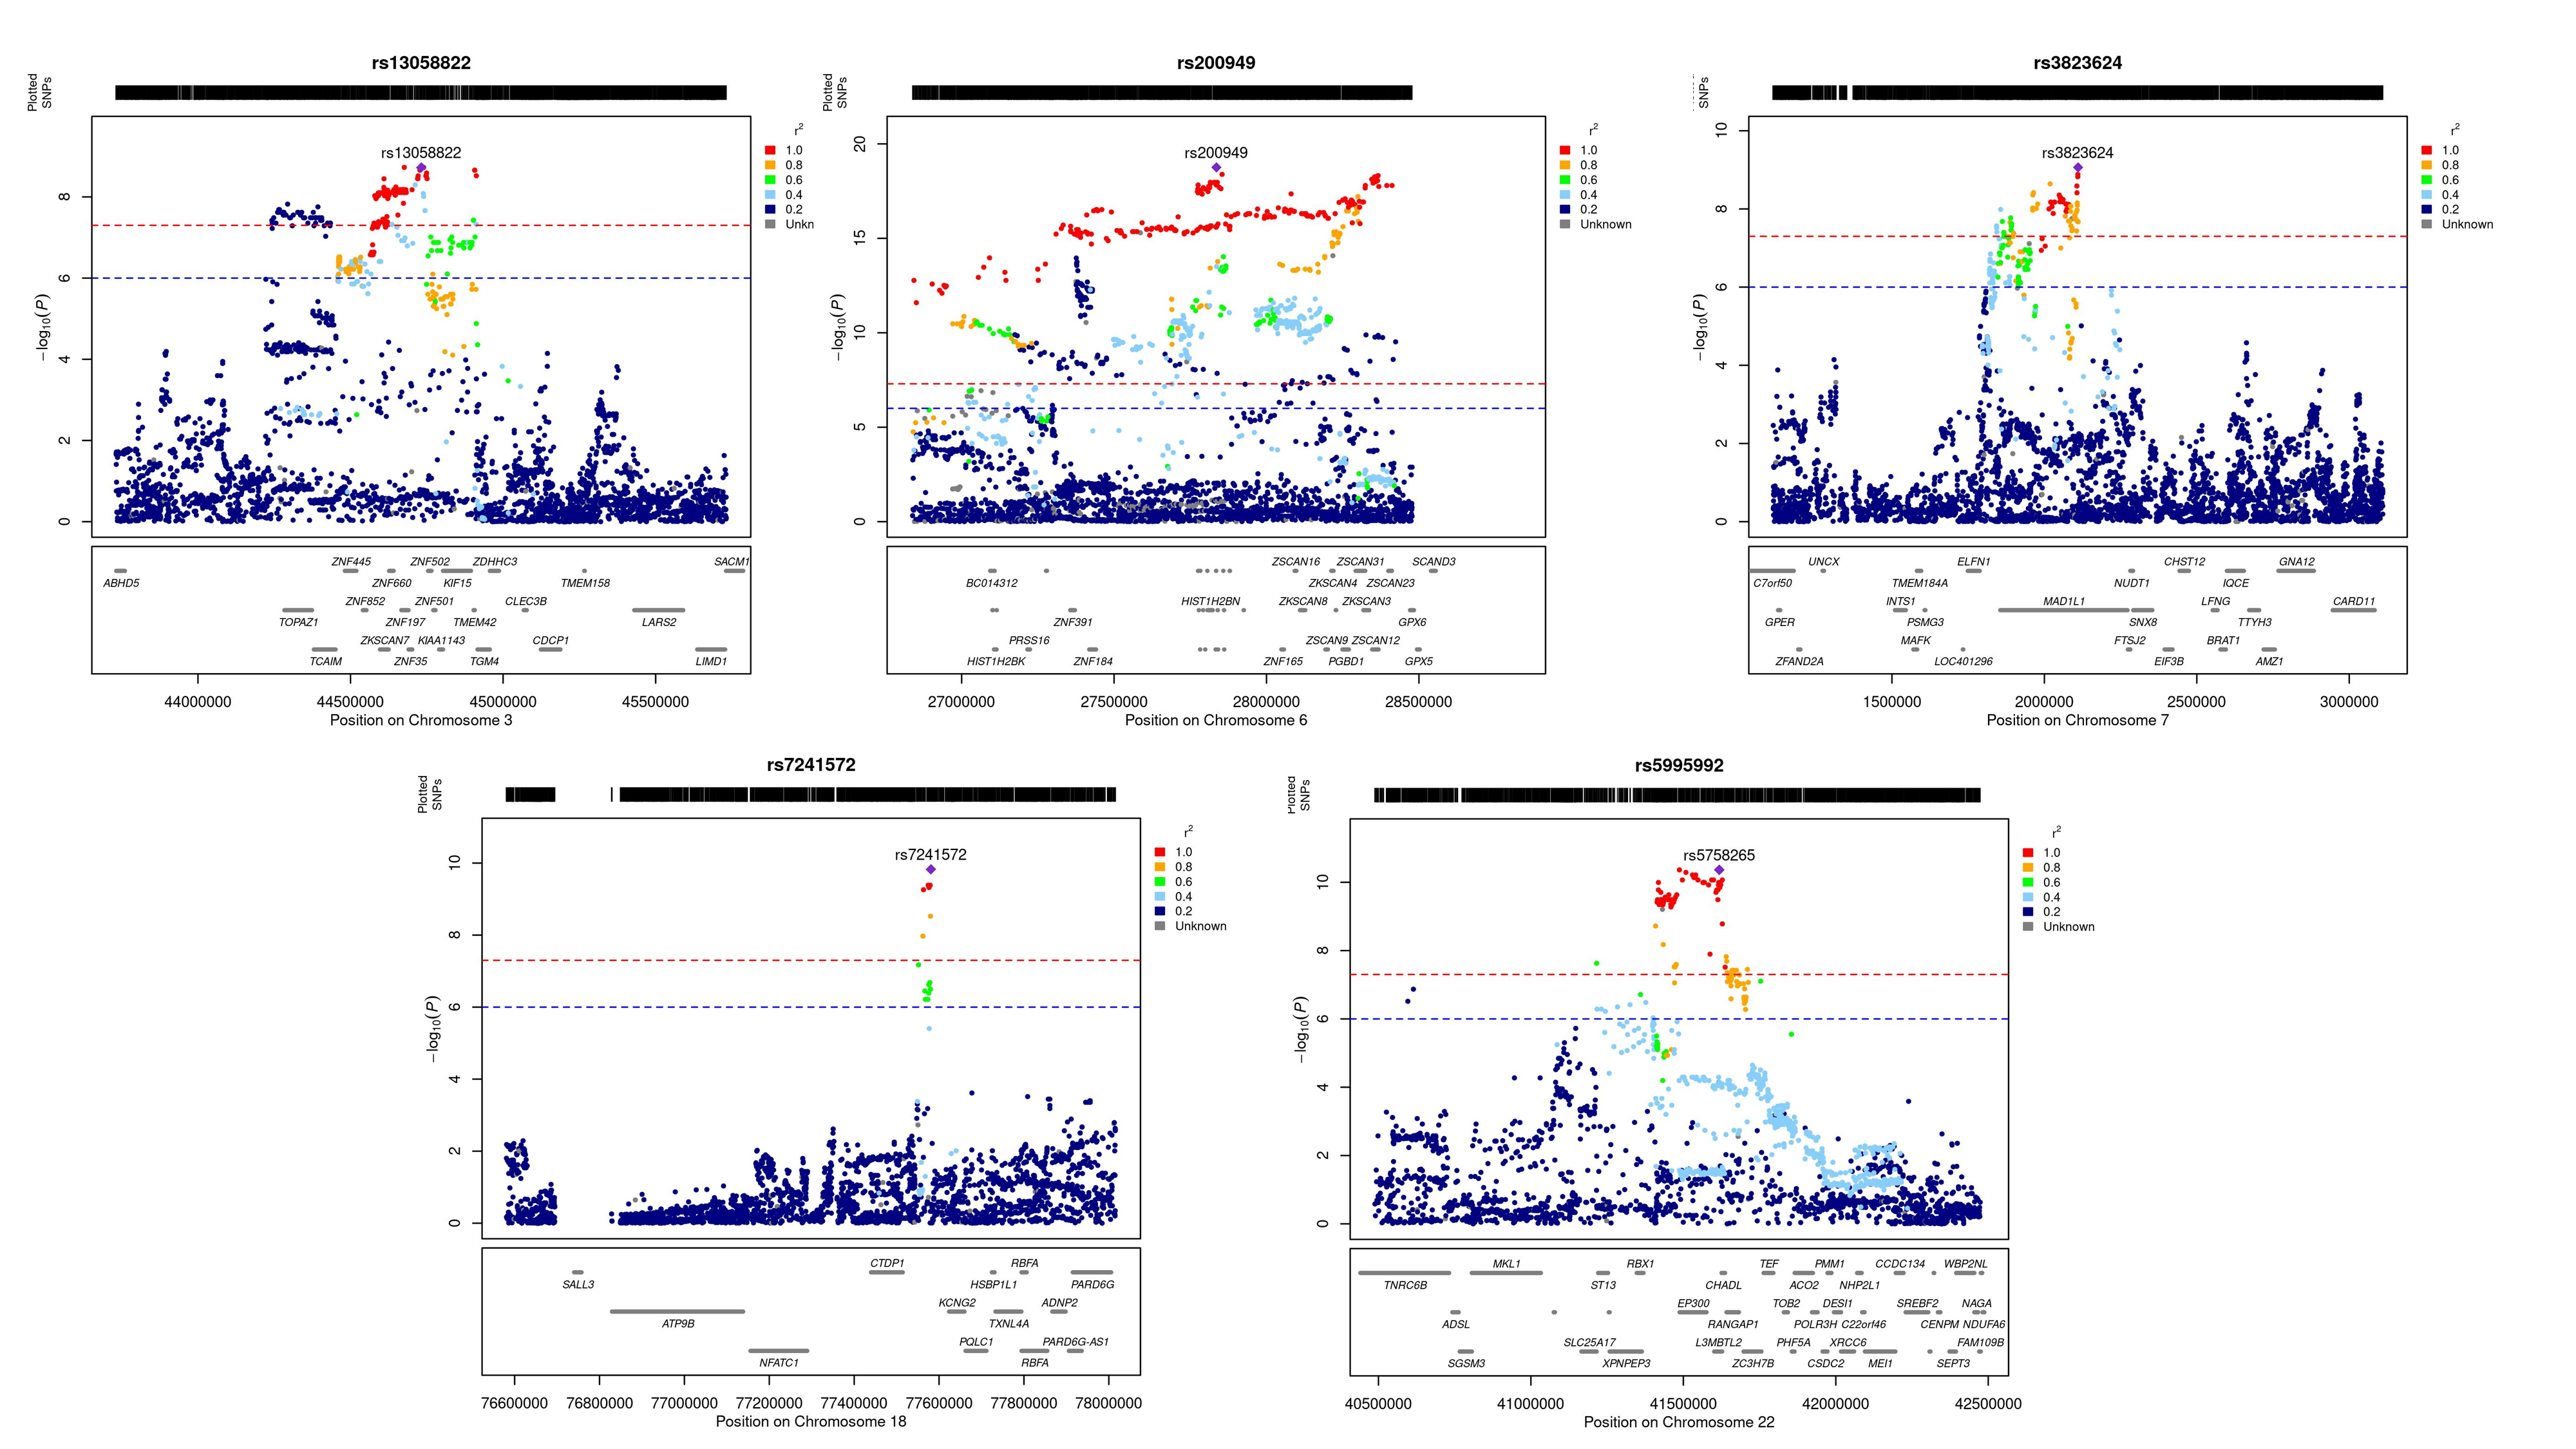 rs13058822
Plotted
SNPs
rs13058822
r2
1.0
0.8
0.6
0.4
0.2
Unkn
−log10(P)
8
6
4
2
0
ZNF445 ZNF502 ZDHHC3 SACM1
ABHD5 ZNF660 KIF15 TMEM158
ZNF852 ZNF501 CLEC3B
TOPAZ1 ZNF197 TMEM42 LARS2
ZKSCAN7 KIAA1143 CDCP1
TCAIM ZNF35 TGM4 LIMD1
44000000 44500000 45000000 45500000
Position on Chromosome 3
rs200949
Plotted
SNPs
rs200949
r2
1.0
0.8
0.6
0.4
0.2
Unknown
−log10(P)
20
15
10
5
0
ZSCAN16 ZSCAN31 SCAND3
BC014312 ZKSCAN4 ZSCAN23
HIST1H2BN ZKSCAN8 ZKSCAN3
ZNF391 GPX6
PRSS16 ZSCAN9 ZSCAN12
HIST1H2BK ZNF184 ZNF165 PGBD1 GPX5
27000000 27500000 28000000 28500000
Position on Chromosome 6
rs3823624
SNPs
rs3823624
r2
1.0
0.8
0.6
0.4
0.2
Unknown
−log10(P)
10
8
6
4
2
0
UNCX ELFN1 CHST12 GNA12
C7orf50 TMEM184A NUDT1 IQCE
INTS1 MAD1L1 LFNG CARD11
GPER PSMG3 SNX8 TTYH3
MAFK FTSJ2 BRAT1
ZFAND2A LOC401296 EIF3B AMZ1
1500000 2000000 2500000 3000000
Position on Chromosome 7
rs7241572
Plotted
SNPs
rs7241572
r2
1.0
0.8
0.6
0.4
0.2
Unknown
−log10(P)
10
8
6
4
2
0
CTDP1 RBFA
SALL3 HSBP1L1 PARD6G
KCNG2 ADNP2
ATP9B TXNL4A
PQLC1 PARD6G-AS1
NFATC1 RBFA
76600000 76800000 77000000 77200000 77400000 77600000 77800000 78000000
Position on Chromosome 18
rs5995992
Plotted
SNPs
rs5758265
r2
1.0
0.8
0.6
0.4
0.2
Unknown
−log10(P)
10
8
6
4
2
0
MKL1 RBX1 TEF PMM1 CCDC134 WBP2NL
TNRC6B ST13 CHADL ACO2 NHP2L1
EP300 TOB2 DESI1 SREBF2 NAGA
ADSL RANGAP1 POLR3H C22orf46 CENPM NDUFA6
SLC25A17 L3MBTL2 PHF5A XRCC6 FAM109B
SGSM3 XPNPEP3 ZC3H7B CSDC2 MEI1 SEPT3
40500000 41000000 41500000 42000000 42500000
Position on Chromosome 22